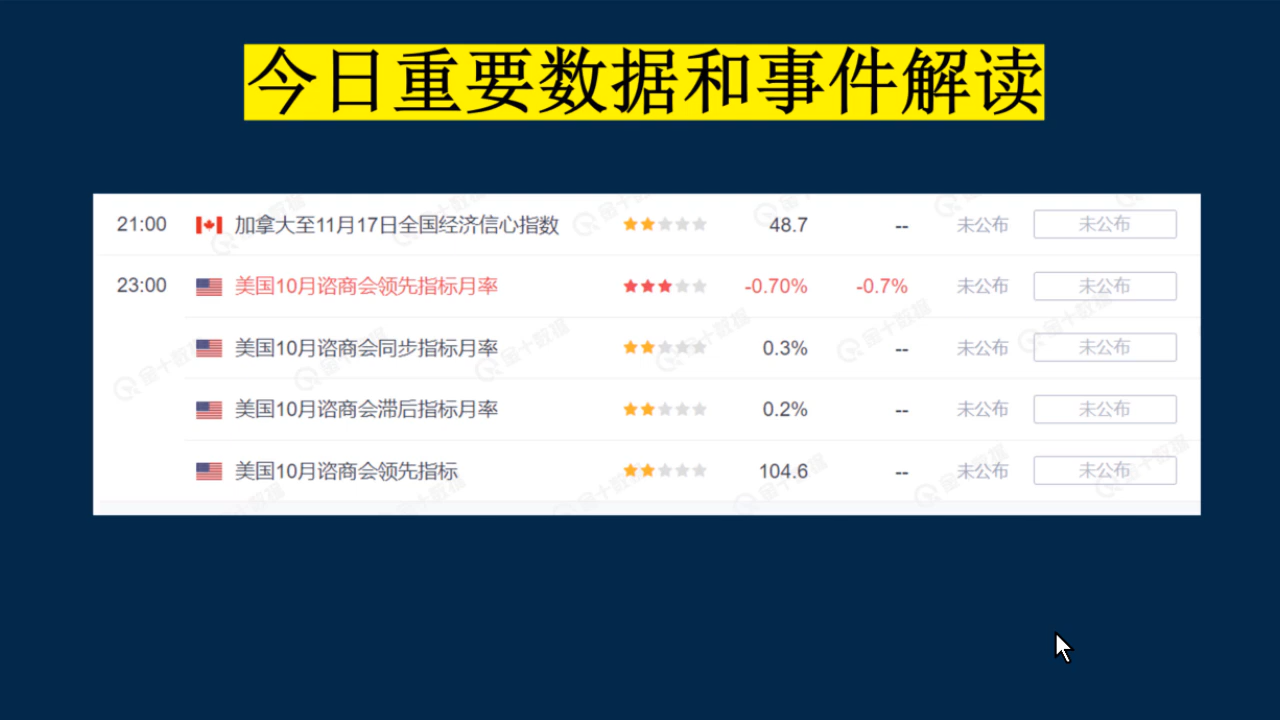 今日重要数据和事件解读
21:00 加拿大至11月17日全国经济信心指数 48.7 -- 未公布 未公布
23:00 美国10月谘商会领先指标月率 -0.70% -0.7% 未公布 未公布
美国10月谘商会同步指标月率 0.3% -- 未公布 未公布
美国10月谘商会滞后指标月率 0.2% -- 未公布 未公布
美国10月谘商会领先指标 104.6 -- 未公布 未公布